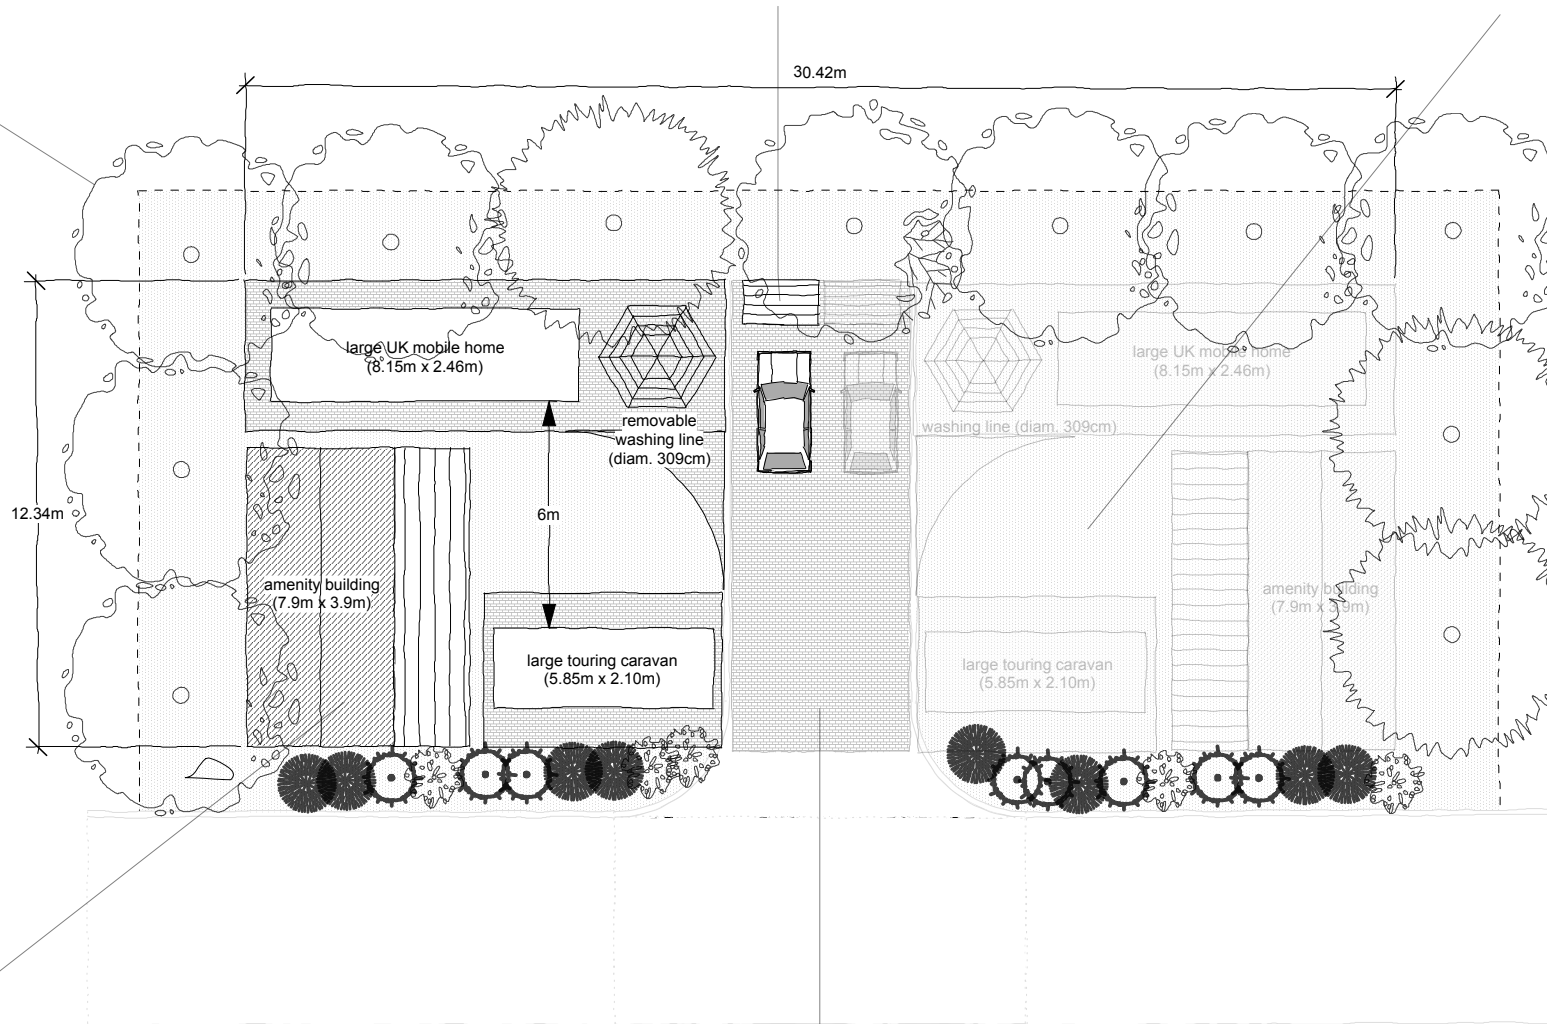 30.42m
large UK mobile home
(8.15m x 2.46m)
large UK mobile home
(8.15m x 2.46m)
removable
washing line
(diam. 309cm)
washing line (diam. 309cm)
12.34m
6m
amenity building
(7.9m x 3.9m)
amenity building
(7.9m x 3.9m)
large touring caravan
(5.85m x 2.10m)
large touring caravan
(5.85m x 2.10m)